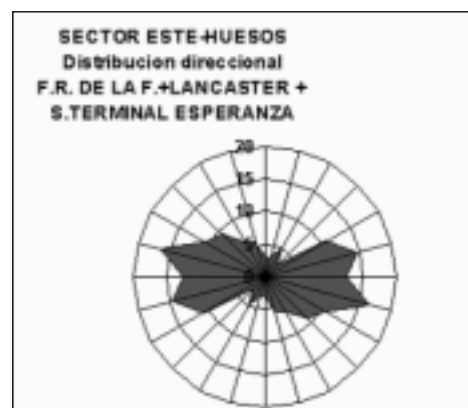 SECTOR ESTE-HUESOS
Distribucion direccional
F.R. DE LA F.+LANCASTER +
S.TERMINAL ESPERANZA
20
15
10
5